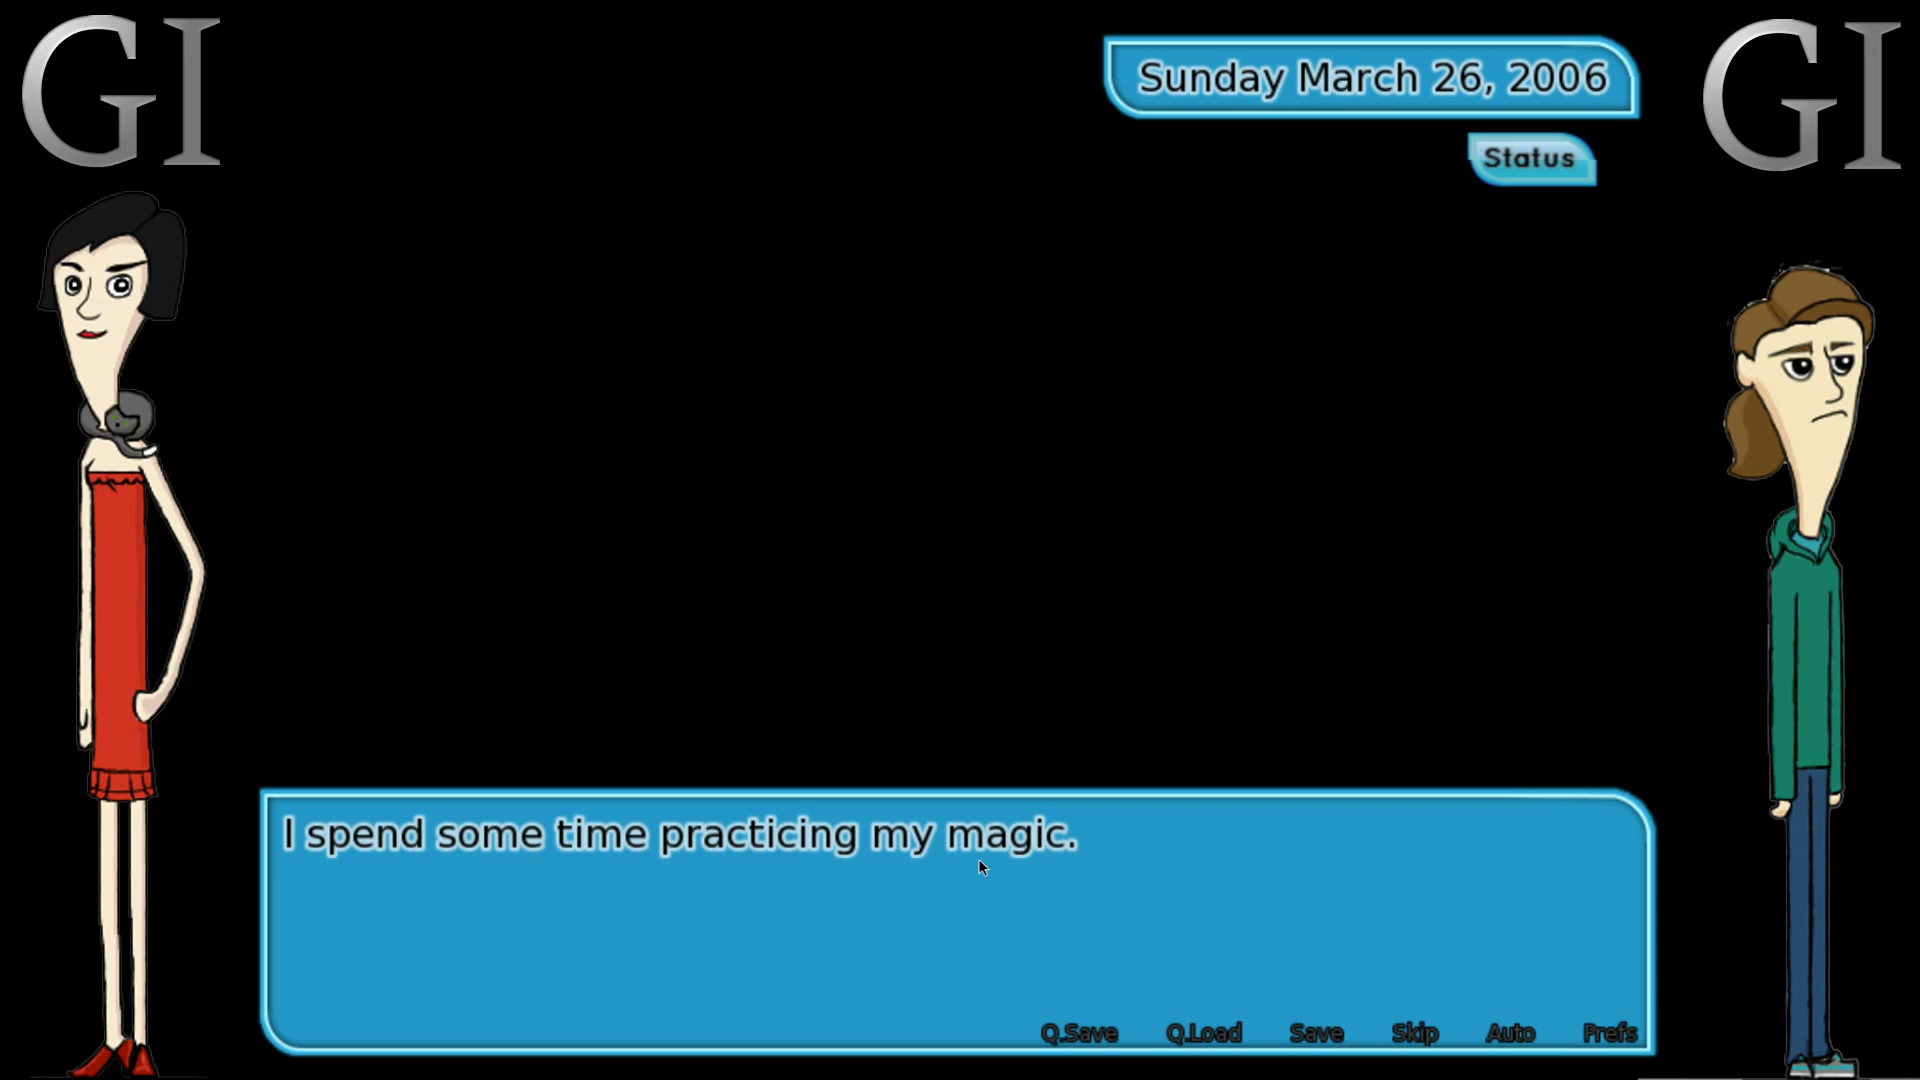 GI
GI
Sunday March 26, 2006
Status
I spend some time practicing my magic.
Q.Save Q.Load Save Skip Auto Prefs